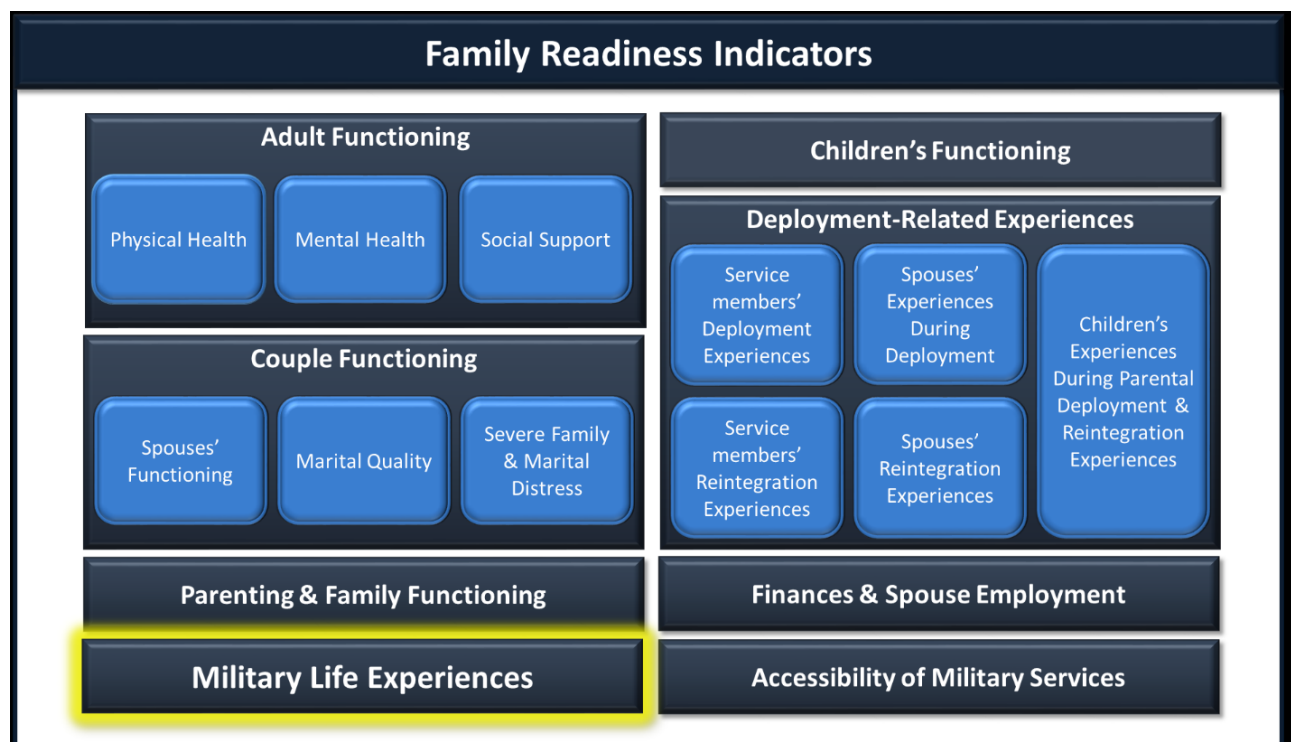 Family Readiness Indicators
Adult Functioning
Physical Health
Mental Health
Social Support
Couple Functioning
Spouses’
Functioning
Marital Quality
Severe Family
& Marital
Distress
Parenting & Family Functioning
Military Life Experiences
Children’s Functioning
Deployment-Related Experiences
Service
members’
Deployment
Experiences
Spouses’
Experiences
During
Deployment
Service
members’
Reintegration
Experiences
Spouses’
Reintegration
Experiences
Children’s
Experiences
During Parental
Deployment &
Reintegration
Experiences
Finances & Spouse Employment
Accessibility of Military Services